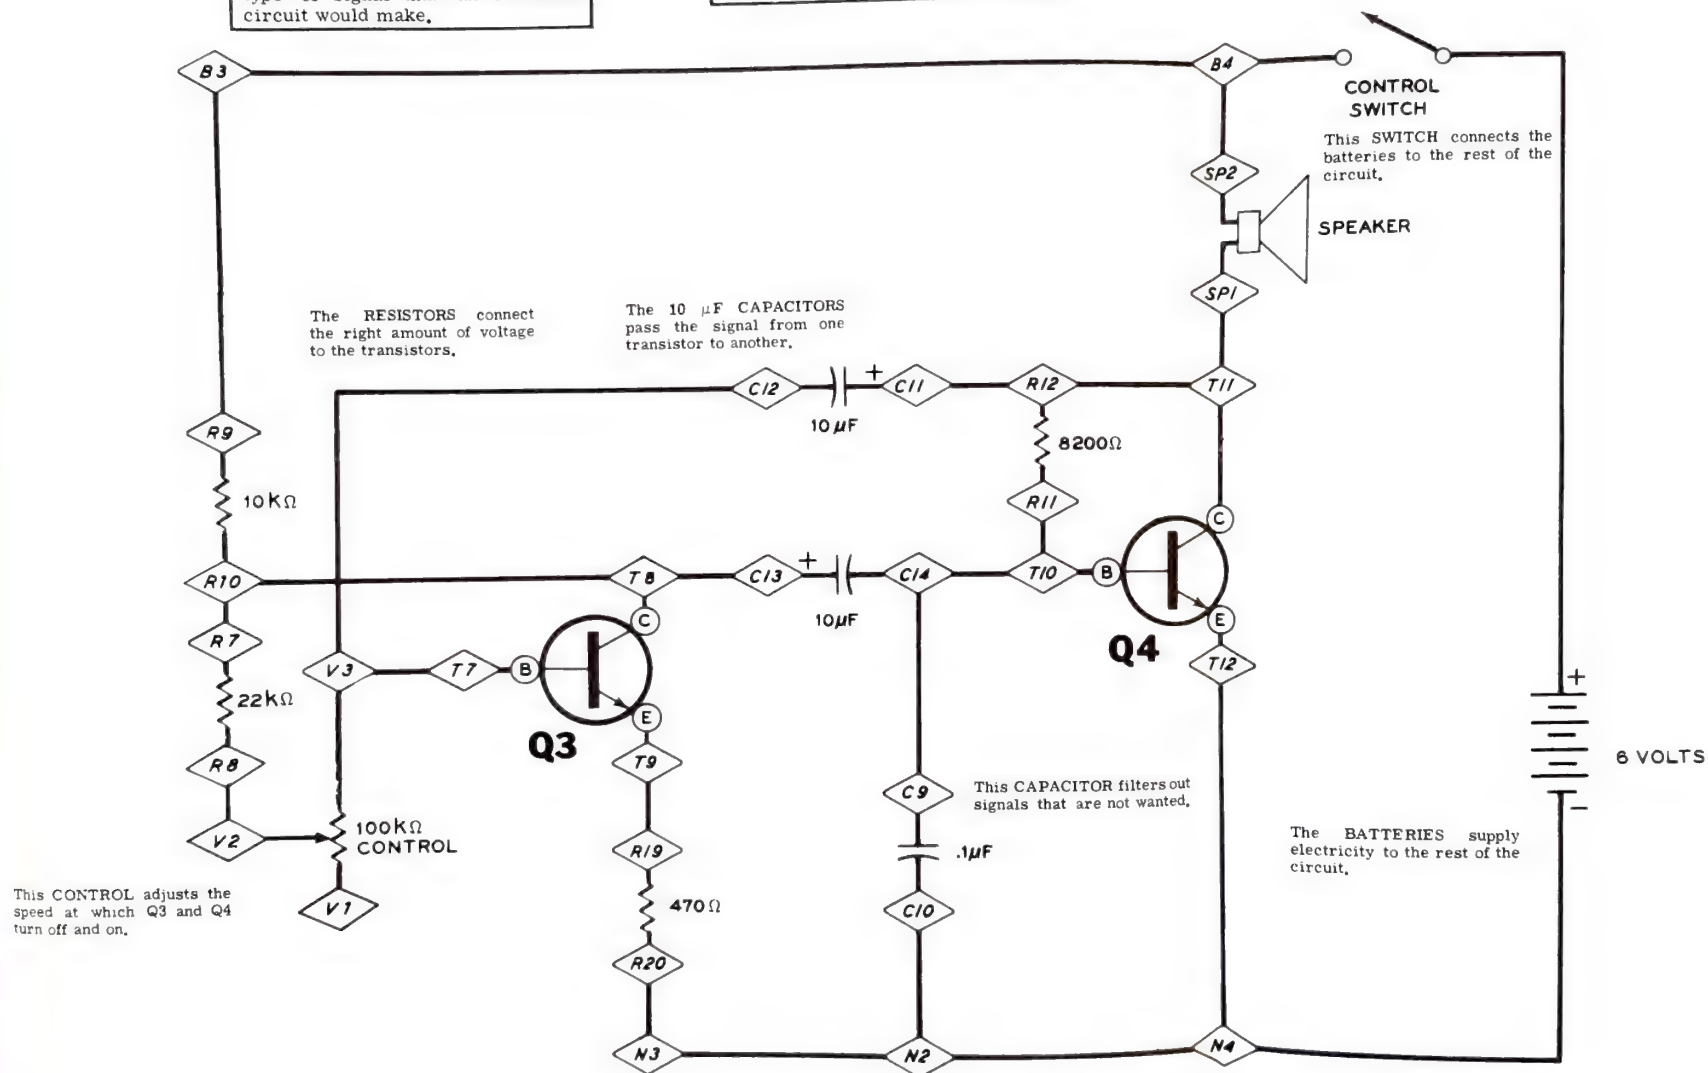 circuit would make.
B3
B4
CONTROL
SWITCH
This SWITCH connects the
batteries to the rest of the
circuit.
SP2
SPEAKER
SP1
The RESISTORS connect
the right amount of voltage
to the transistors.
The 10 µF CAPACITORS
pass the signal from one
transistor to another.
C12
+
C11
R12
T11
10µF
8200Ω
R9
R11
10kΩ
C
R10
T8
C13
+
C14
T10
B
10µF
C
E
Q4
R7
V3
T7
B
T12
22kΩ
E
Q3
+
6 VOLTS
–
R8
T9
C9
This CAPACITOR filters out
signals that are not wanted.
V2
100kΩ
CONTROL
R19
.1µF
The BATTERIES supply
electricity to the rest of the
circuit.
This CONTROL adjusts the
speed at which Q3 and Q4
turn off and on.
V1
470Ω
C10
R20
N3
N2
N4